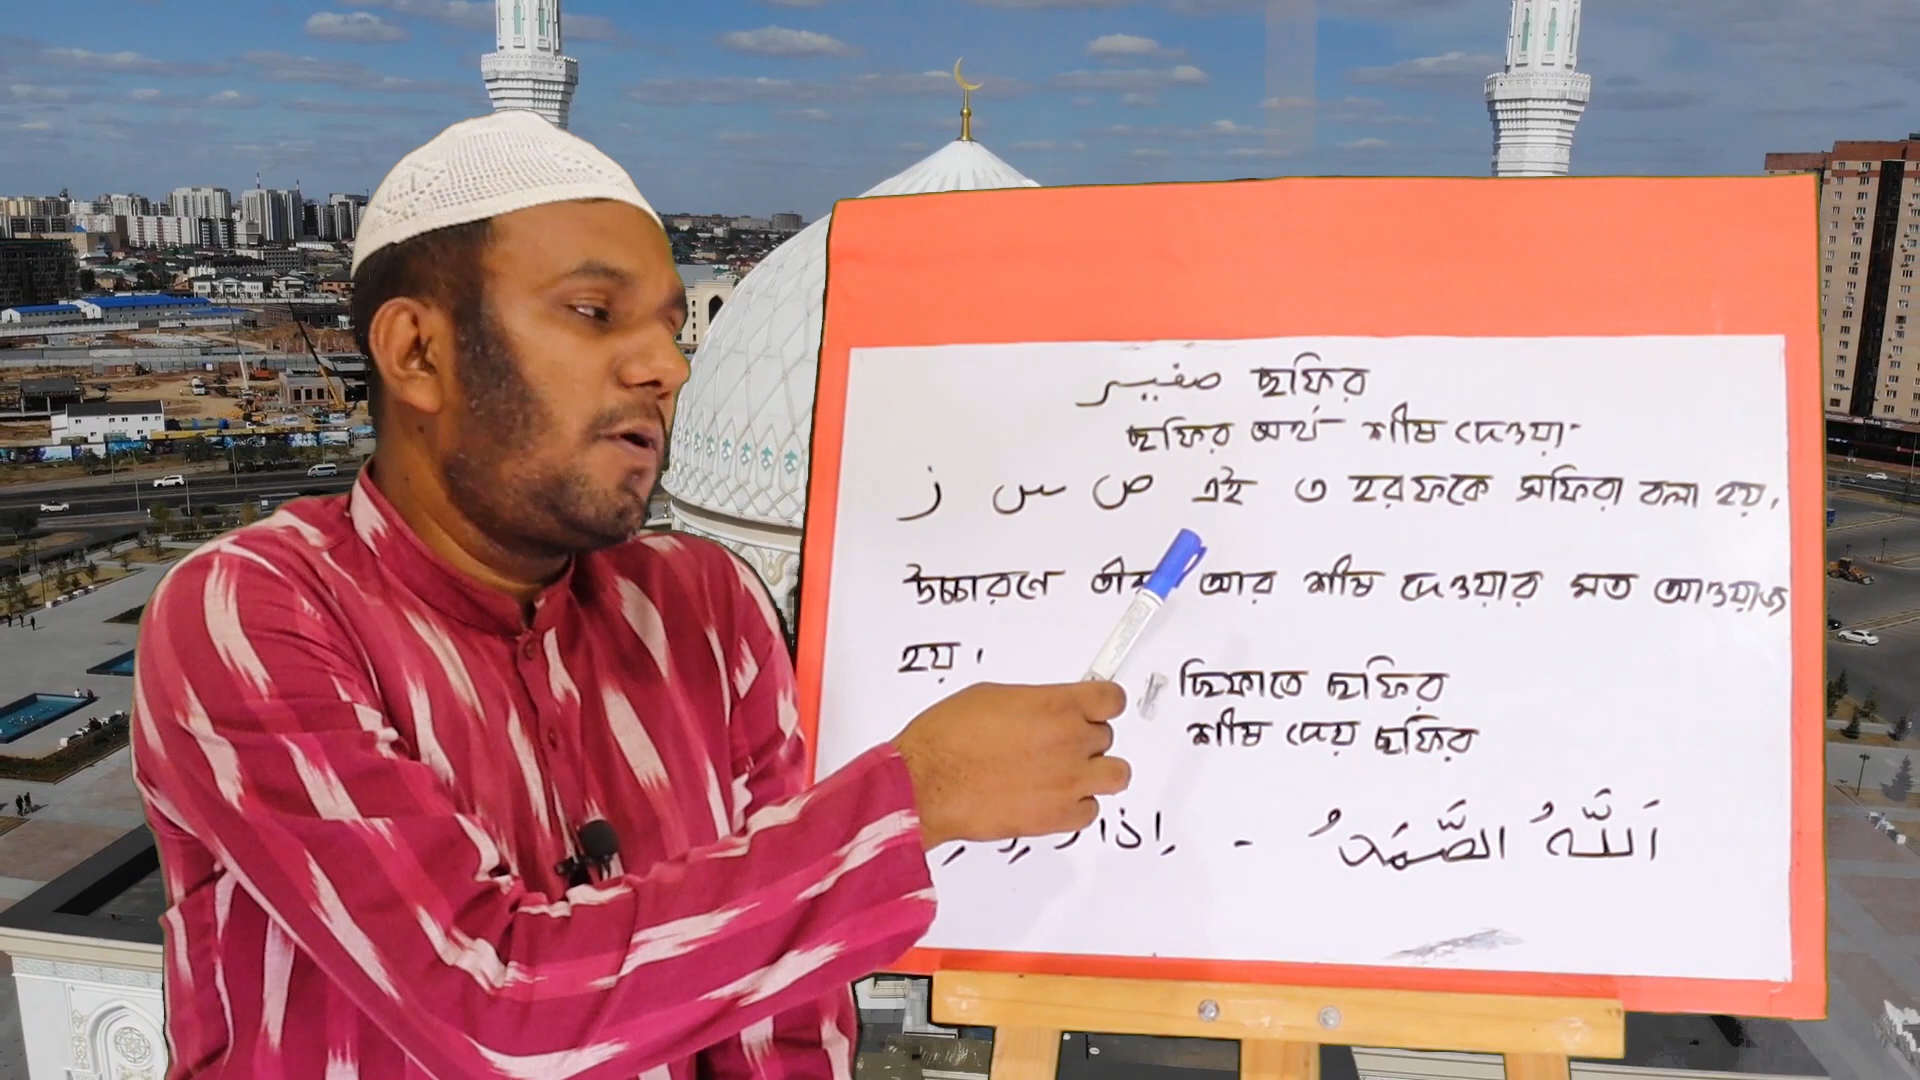 صفير ছফির
ছফির অর্থ শীষ দেওয়া
ز س ص এই ৩ হরফকে সফিরা বলা হয়।
উচ্চারণে আর শীষ দেওয়ার মত আওয়াজ
হয়।
ছিফাতে ছফির
শীষ দেয় ছফির
اَللّٰهُ الصَّمَدُ - اِذَا